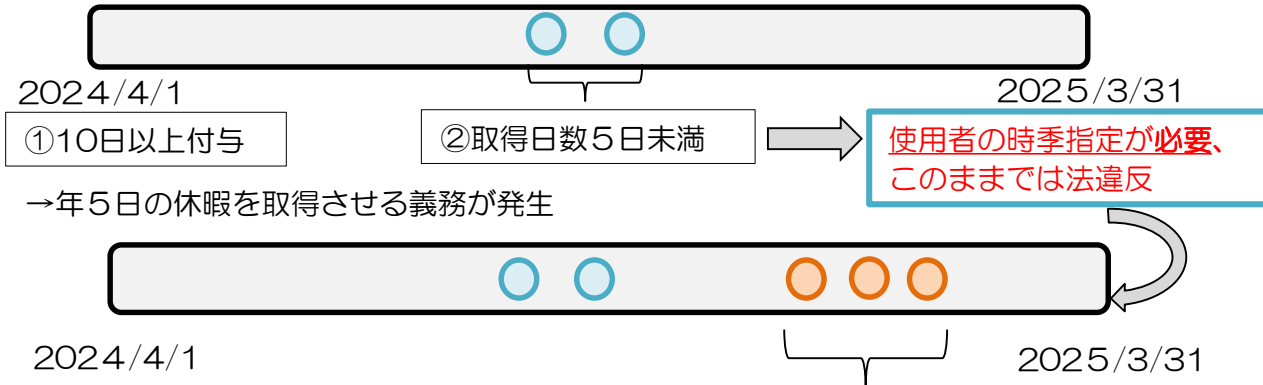 2024/4/1
2025/3/31
①10日以上付与
②取得日数5日未満
使用者の時季指定が必要、
このままでは法違反
→年5日の休暇を取得させる義務が発生
2024/4/1
2025/3/31